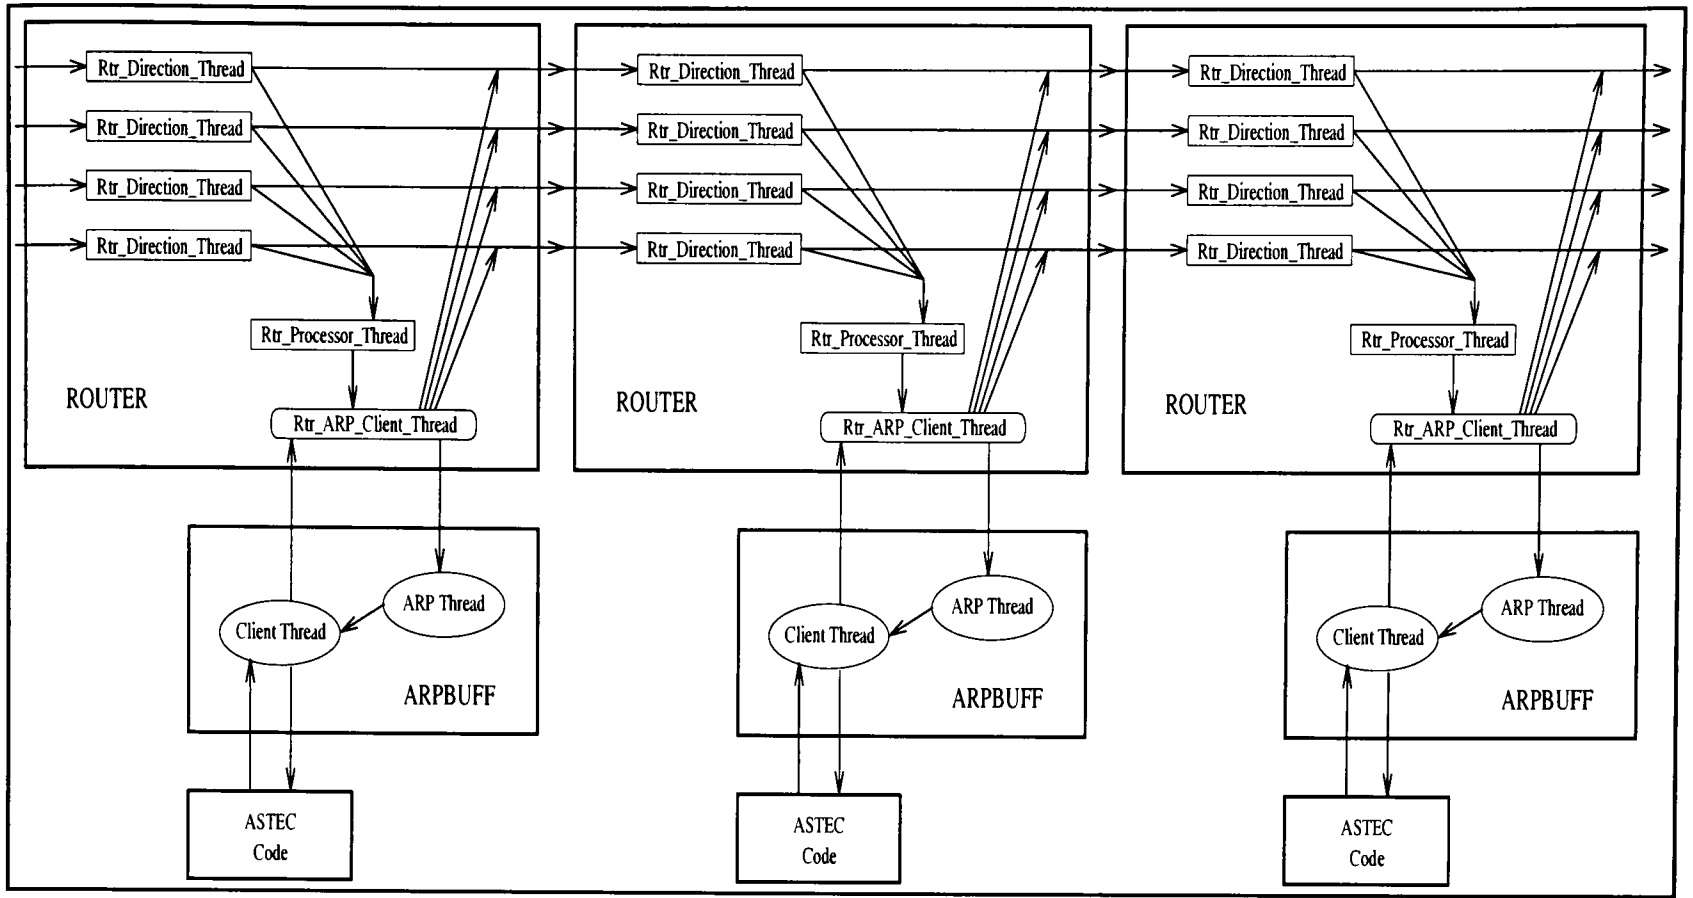 Rtr_Direction_Thread
Rtr_Direction_Thread
Rtr_Direction_Thread
Rtr_Direction_Thread
Rtr_Processor_Thread
ROUTER
Rtr_ARP_Client_Thread
ARP Thread
Client Thread
ARPBUFF
ASTEC
Code
Rtr_Direction_Thread
Rtr_Direction_Thread
Rtr_Direction_Thread
Rtr_Direction_Thread
Rtr_Processor_Thread
ROUTER
Rtr_ARP_Client_Thread
ARP Thread
Client Thread
ARPBUFF
ASTEC
Code
Rtr_Direction_Thread
Rtr_Direction_Thread
Rtr_Direction_Thread
Rtr_Direction_Thread
Rtr_Processor_Thread
ROUTER
Rtr_ARP_Client_Thread
ARP Thread
Client Thread
ARPBUFF
ASTEC
Code